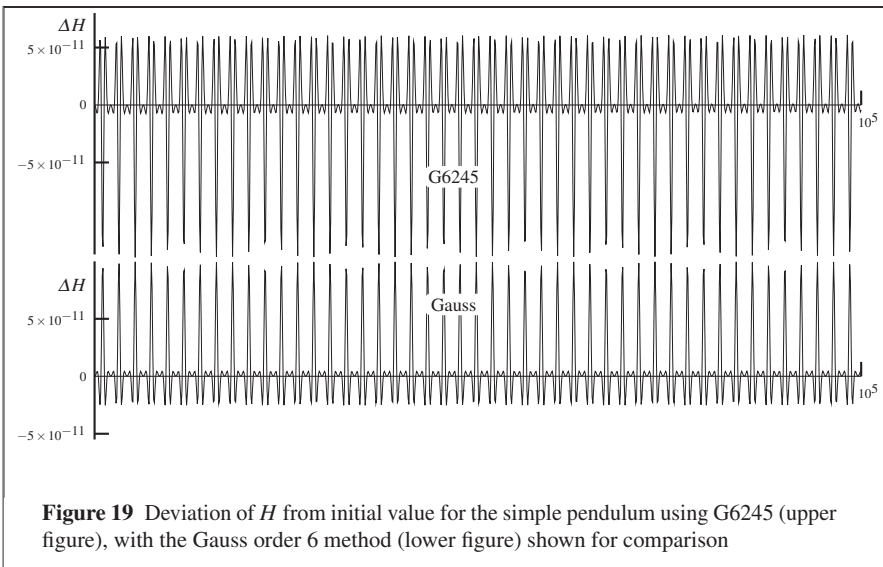 ΔH
5×10⁻¹¹
0
10⁵
−5×10⁻¹¹
G6245
ΔH
Gauss
5×10⁻¹¹
0
10⁵
−5×10⁻¹¹
Figure 19 Deviation of H from initial value for the simple pendulum using G6245 (upper
figure), with the Gauss order 6 method (lower figure) shown for comparison